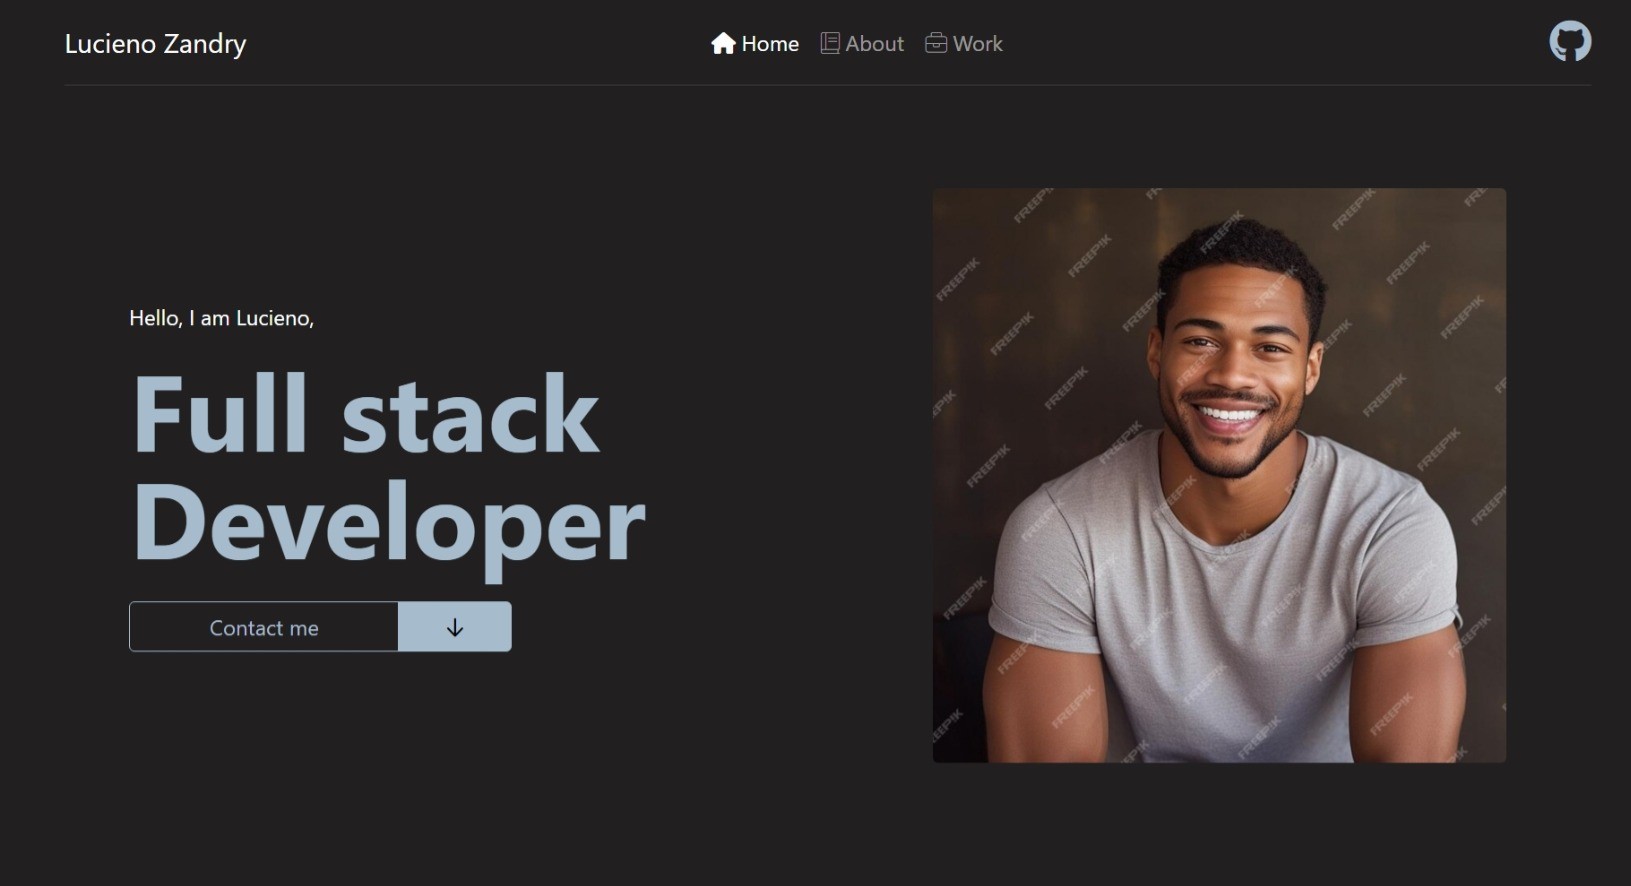 Lucieno Zandry
Home About Work
Hello, I am Lucieno,
Full stack
Developer
Contact me
FREEPIK